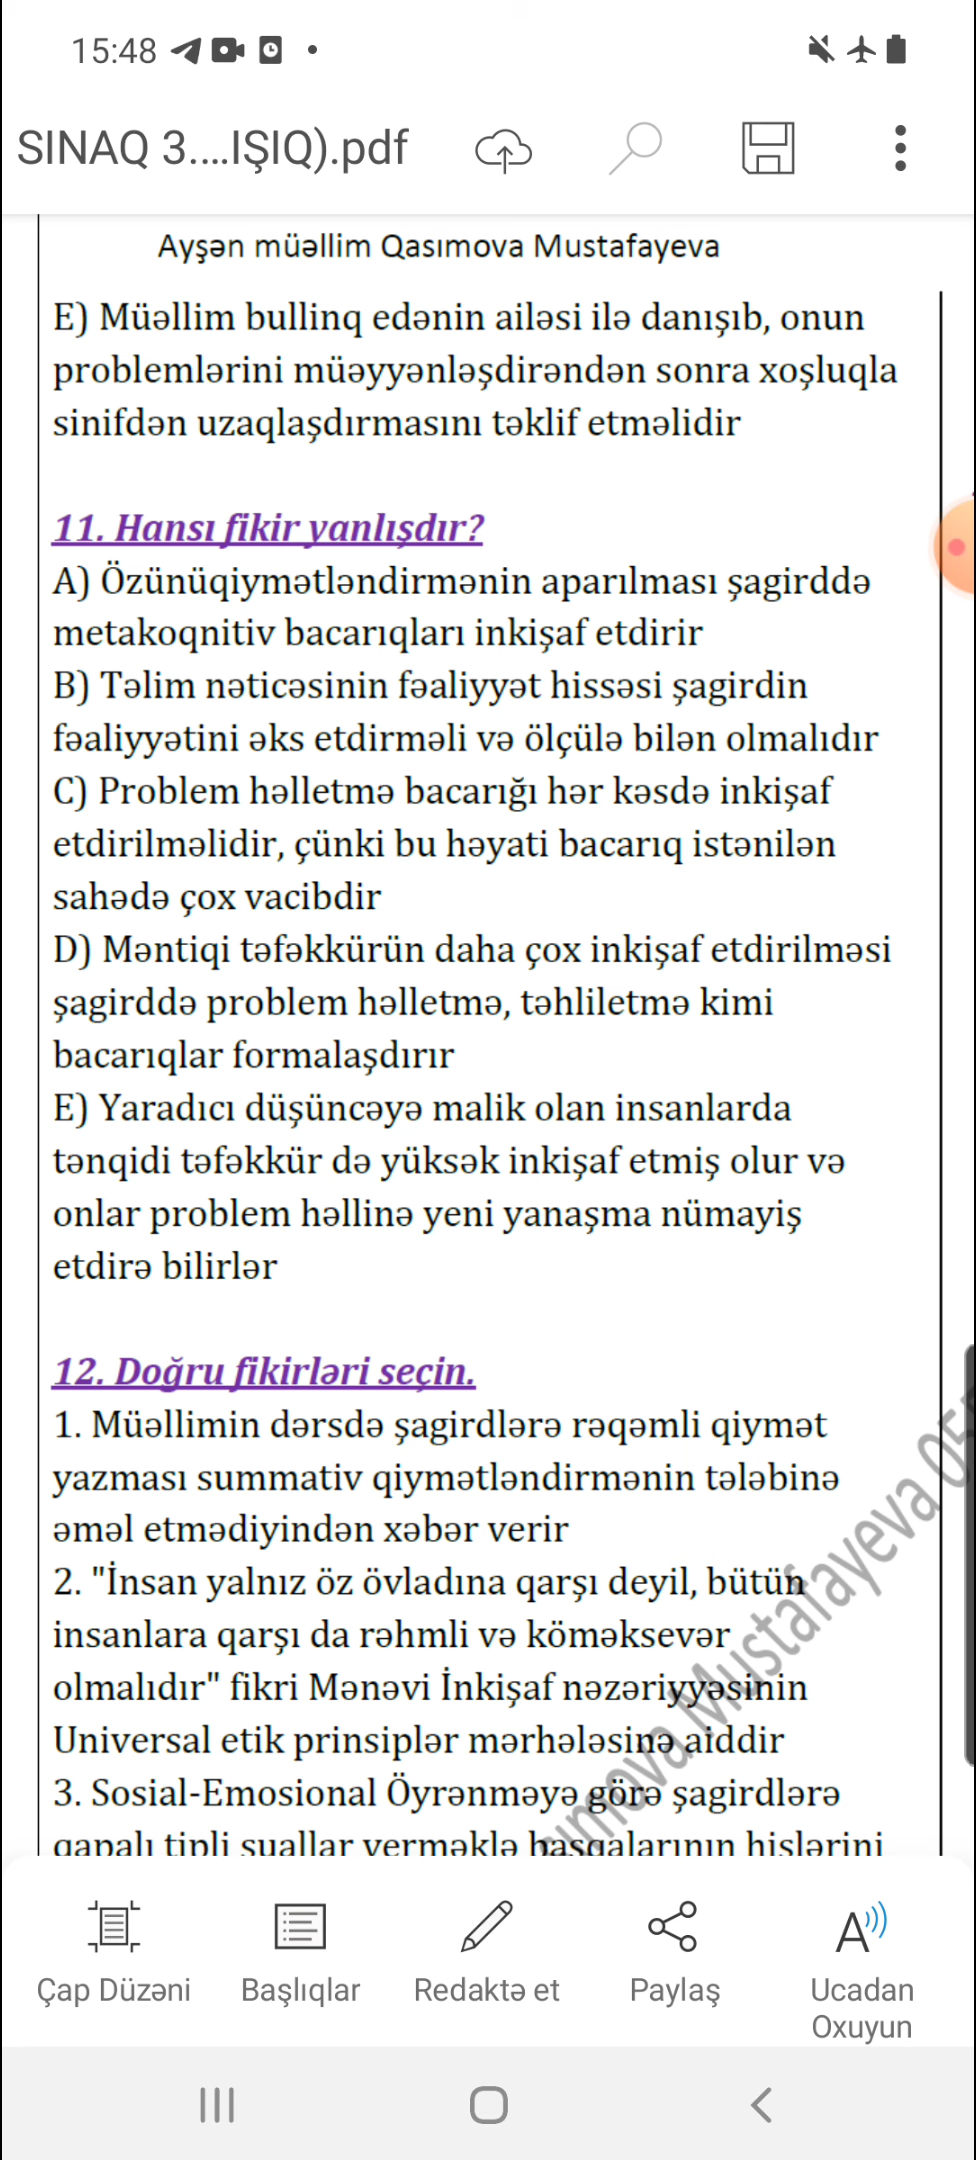 15:48
SINAQ 3....IŞIQ).pdf
Ayşən müəllim Qasımova Mustafayeva
E) Müəllim bullinq edənin ailəsi ilə danışıb, onun
problemlərini müəyyənləşdirəndən sonra xoşluqla
sinifdən uzaqlaşdırmasını təklif etməlidir
11. Hansı fikir yanlışdır?
A) Özünüqiymətləndirmənin aparılması şagirddə
metakoqnitiv bacarıqları inkişaf etdirir
B) Təlim nəticəsinin fəaliyyət hissəsi şagirdin
fəaliyyətini əks etdirməli və ölçülə bilən olmalıdır
C) Problem həlletmə bacarığı hər kəsdə inkişaf
etdirilməlidir, çünki bu həyati bacarıq istənilən
sahədə çox vacibdir
D) Məntiqi təfəkkürün daha çox inkişaf etdirilməsi
şagirddə problem həlletmə, təhliletmə kimi
bacarıqlar formalaşdırır
E) Yaradıcı düşüncəyə malik olan insanlarda
tənqidi təfəkkür də yüksək inkişaf etmiş olur və
onlar problem həllinə yeni yanaşma nümayiş
etdirə bilirlər
12. Doğru fikirləri seçin.
1. Müəllimin dərsdə şagirdlərə rəqəmli qiymət
yazması summativ qiymətləndirmənin tələbinə
əməl etmədiyindən xəbər verir
2. "İnsan yalnız öz övladına qarşı deyil, bütün
insanlara qarşı da rəhmli və köməksevər
olmalıdır" fikri Mənəvi İnkişaf nəzəriyyəsinin
Universal etik prinsiplər mərhələsinə aiddir
3. Sosial-Emosional Öyrənməyə görə şagirdlərə
qapalı tipli suallar verməklə başqalarının hislərini
Mustafayeva
Çap Düzəni
Başlıqlar
Redaktə et
Paylaş
Ucadan
Oxuyun